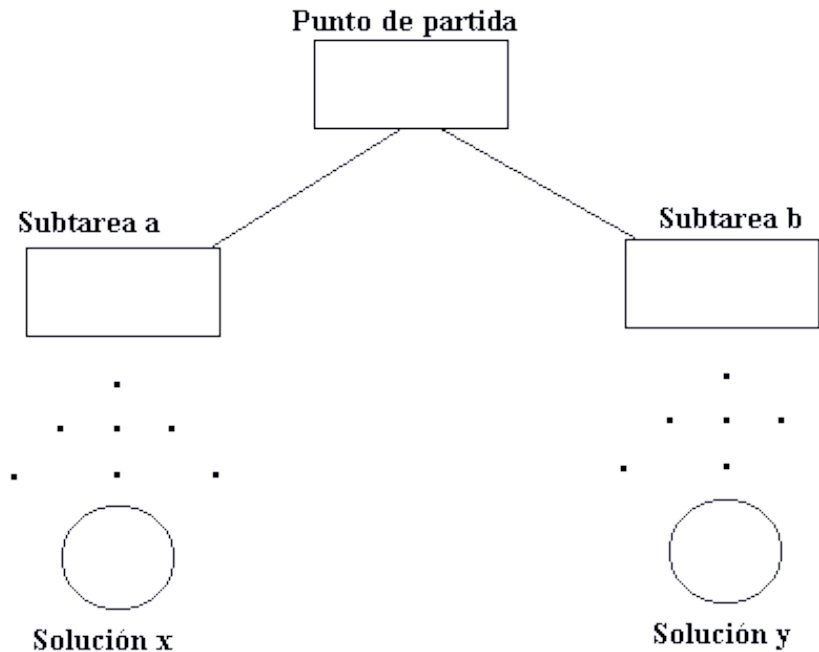 Punto de partida
Subtarea a
Subtarea b
Solución x
Solución y